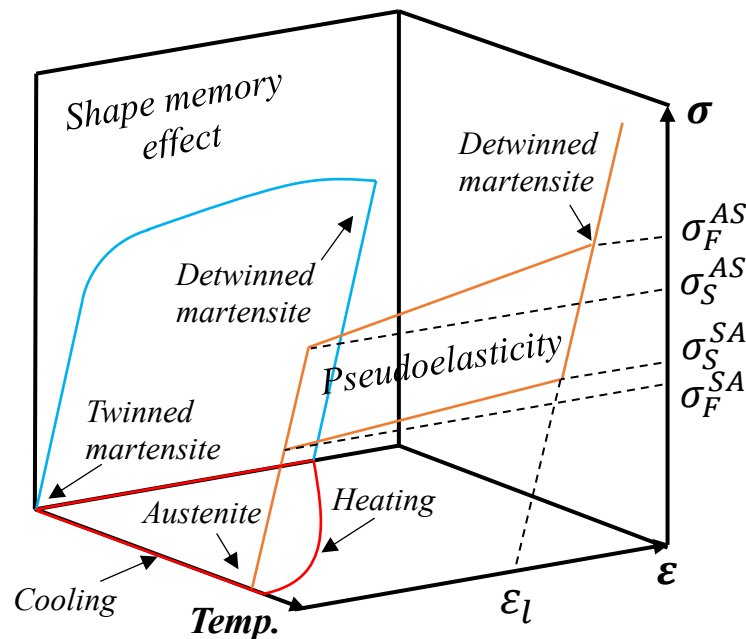 Shape memory
effect
σ
Detwinned
martensite
σ_F^{AS}
Detwinned
martensite
σ_S^{AS}
Pseudoelasticity
σ_S^{SA}
σ_F^{SA}
Twinned
martensite
Austenite
Heating
ε
Cooling
Temp.
ε_l